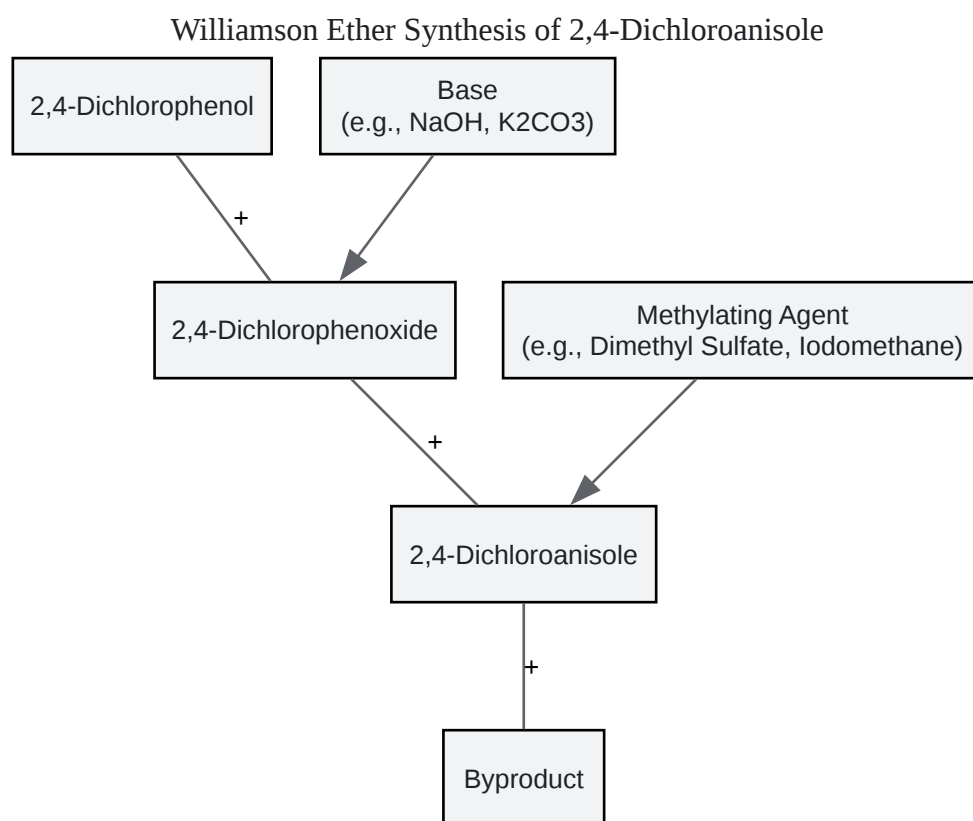 Williamson Ether Synthesis of 2,4-Dichloroanisole
2,4-Dichlorophenol
Base
(e.g., NaOH, K2CO3)
+
2,4-Dichlorophenoxide
Methylating Agent
(e.g., Dimethyl Sulfate, Iodomethane)
+
2,4-Dichloroanisole
+
Byproduct